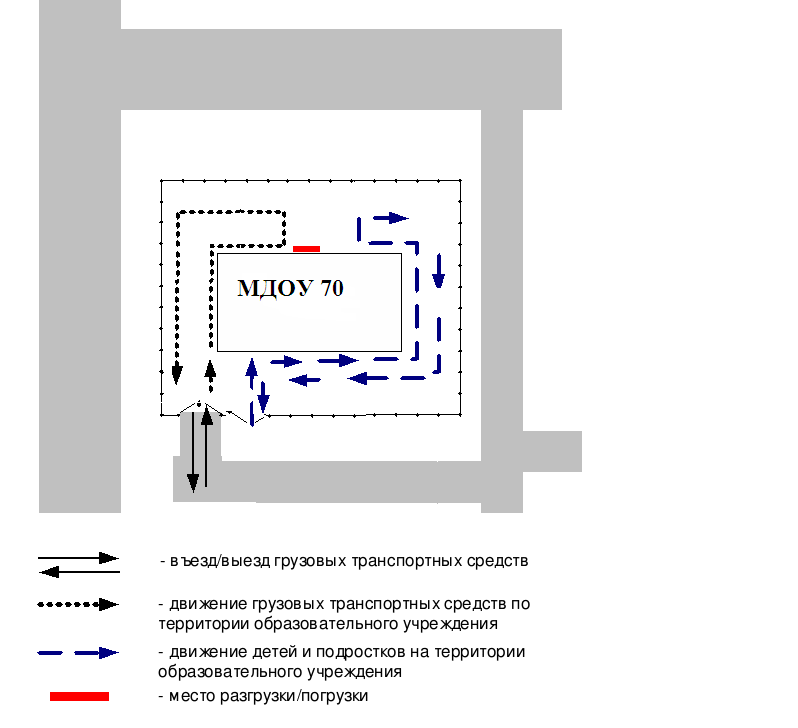 МДОУ 70
- въезд/выезд грузовых транспортных средств
- движение грузовых транспортных средств по
территории образовательного учреждения
- движение детей и подростков на территории
образовательного учреждения
- место разгрузки/погрузки